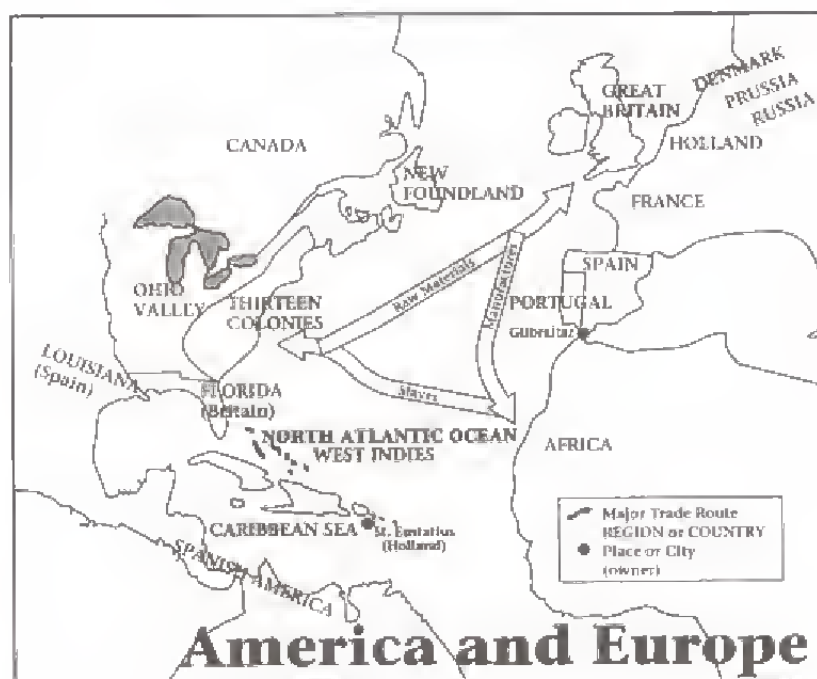 DENMARK
PRUSSIA
RUSSIA
GREAT
BRITAIN
HOLLAND
CANADA
NEW
FOUNDLAND
FRANCE
SPAIN
Raw Materials
Manufactures
OHIO
VALLEY
THIRTEEN
COLONIES
PORTUGAL
Gilbrultar
LOUISIANA
(Spain)
FLORIDA
(Britain)
Slaves
NORTH ATLANTIC OCEAN
WEST INDIES
AFRICA
CARIBBEAN SEA
St. Eustatius
(Holland)
SPANISH AMERICA
Major Trade Route
REGION or COUNTRY
Place or City
(owner)
America and Europe